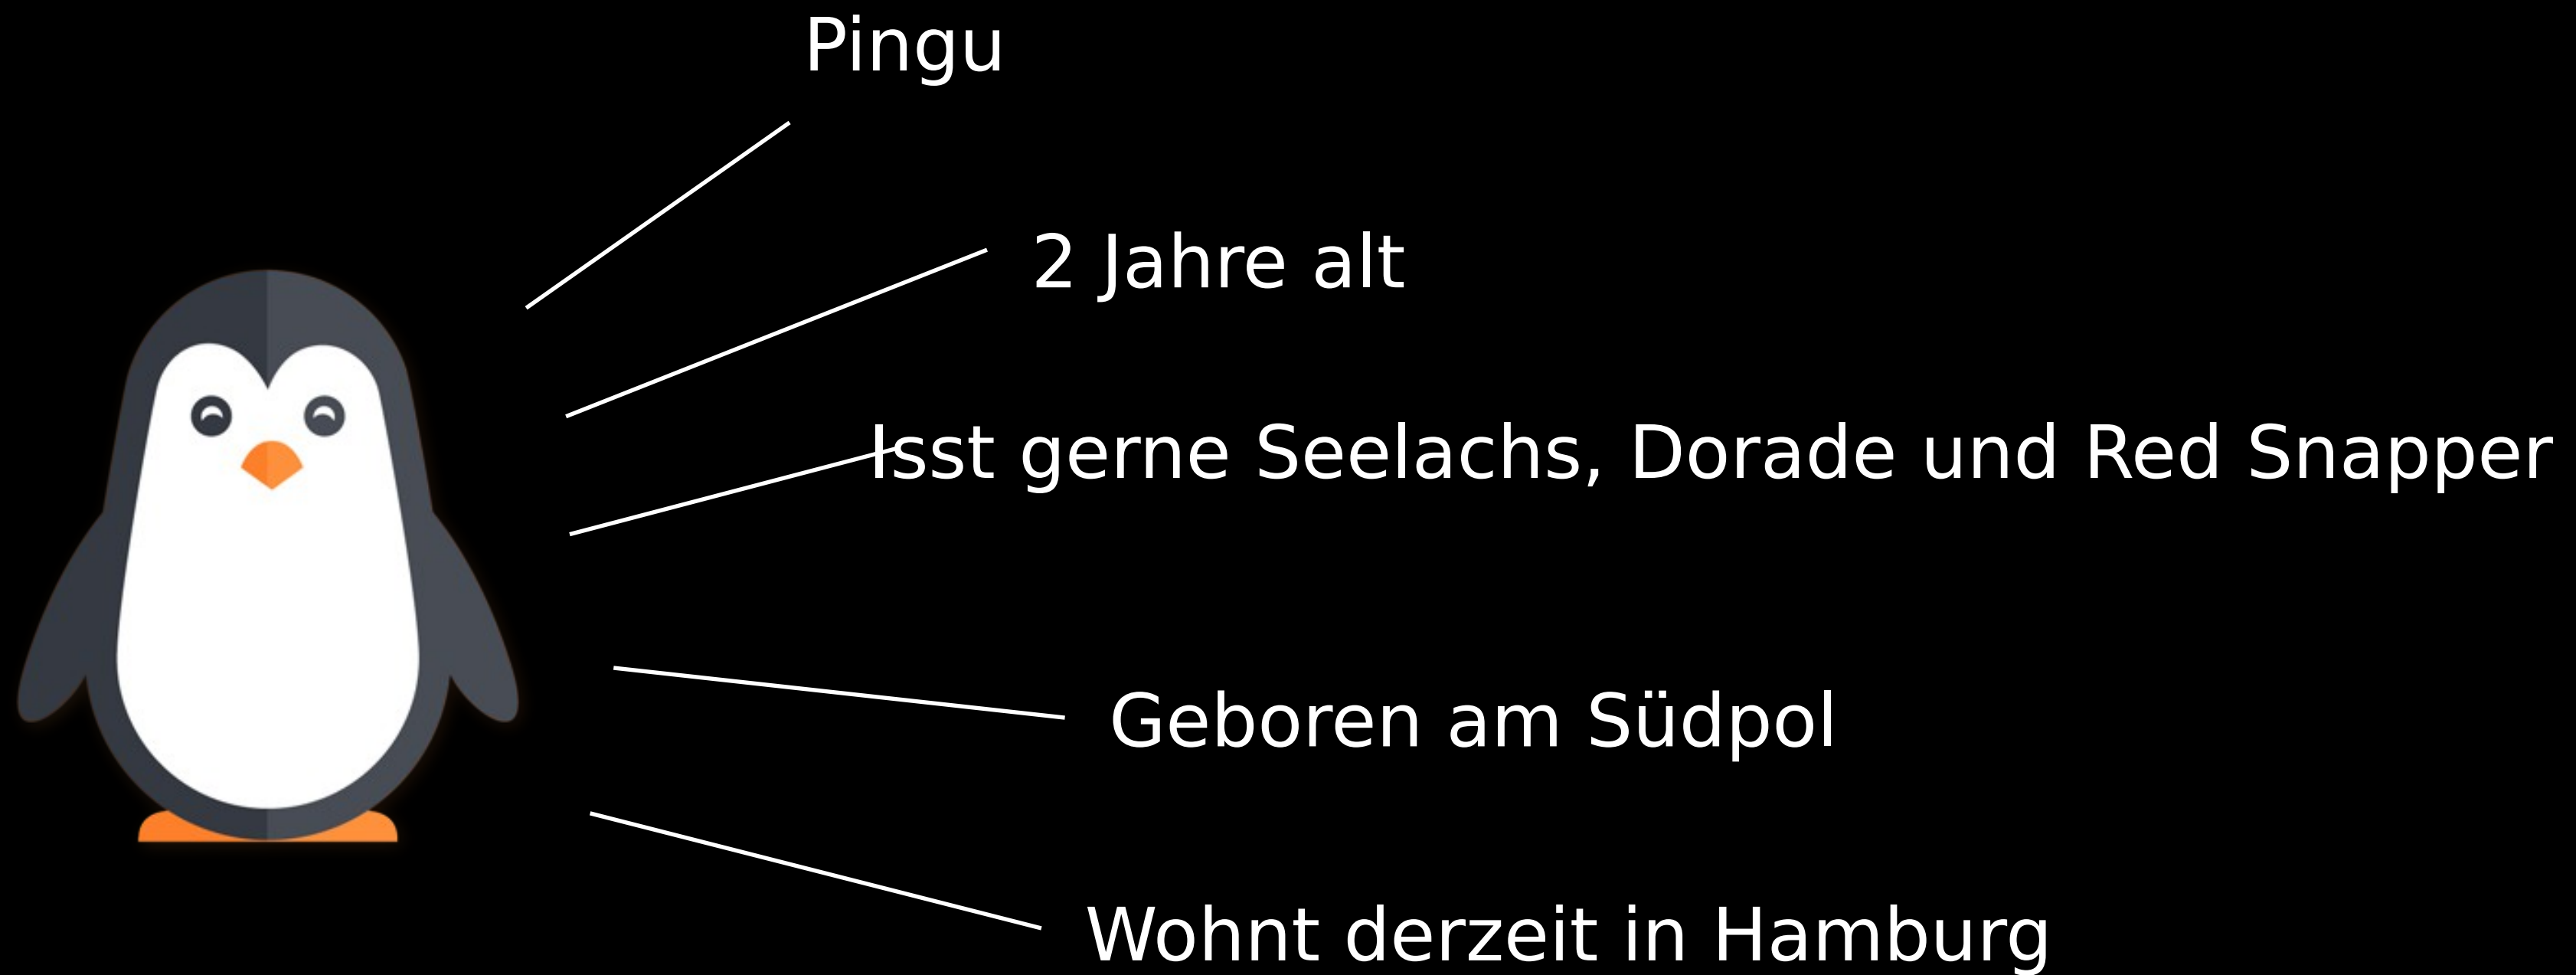 Pingu
2 Jahre alt
Isst gerne Seelachs, Dorade und Red Snapper
Geboren am Südpol
Wohnt derzeit in Hamburg